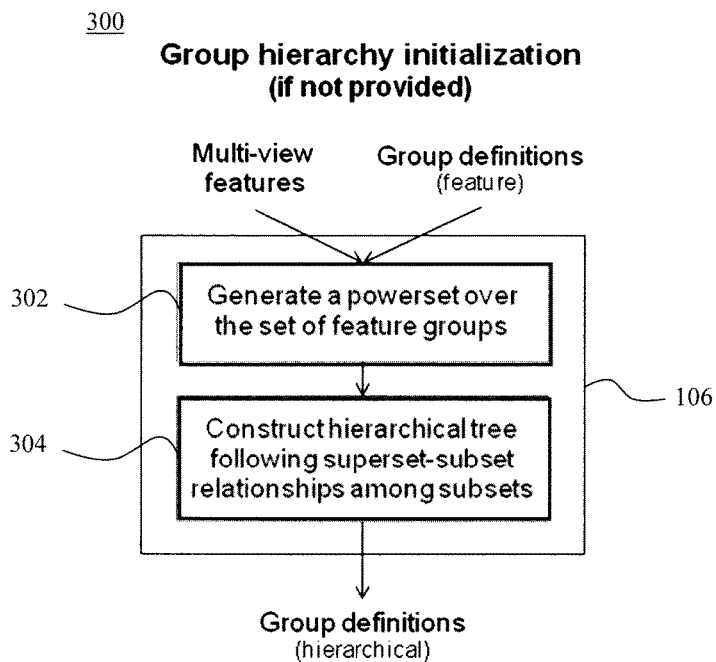 300
Group hierarchy initialization
(if not provided)
Multi-view
features
Group definitions
(feature)
302
Generate a powerset over
the set of feature groups
106
304
Construct hierarchical tree
following superset-subset
relationships among subsets
Group definitions
(hierarchical)